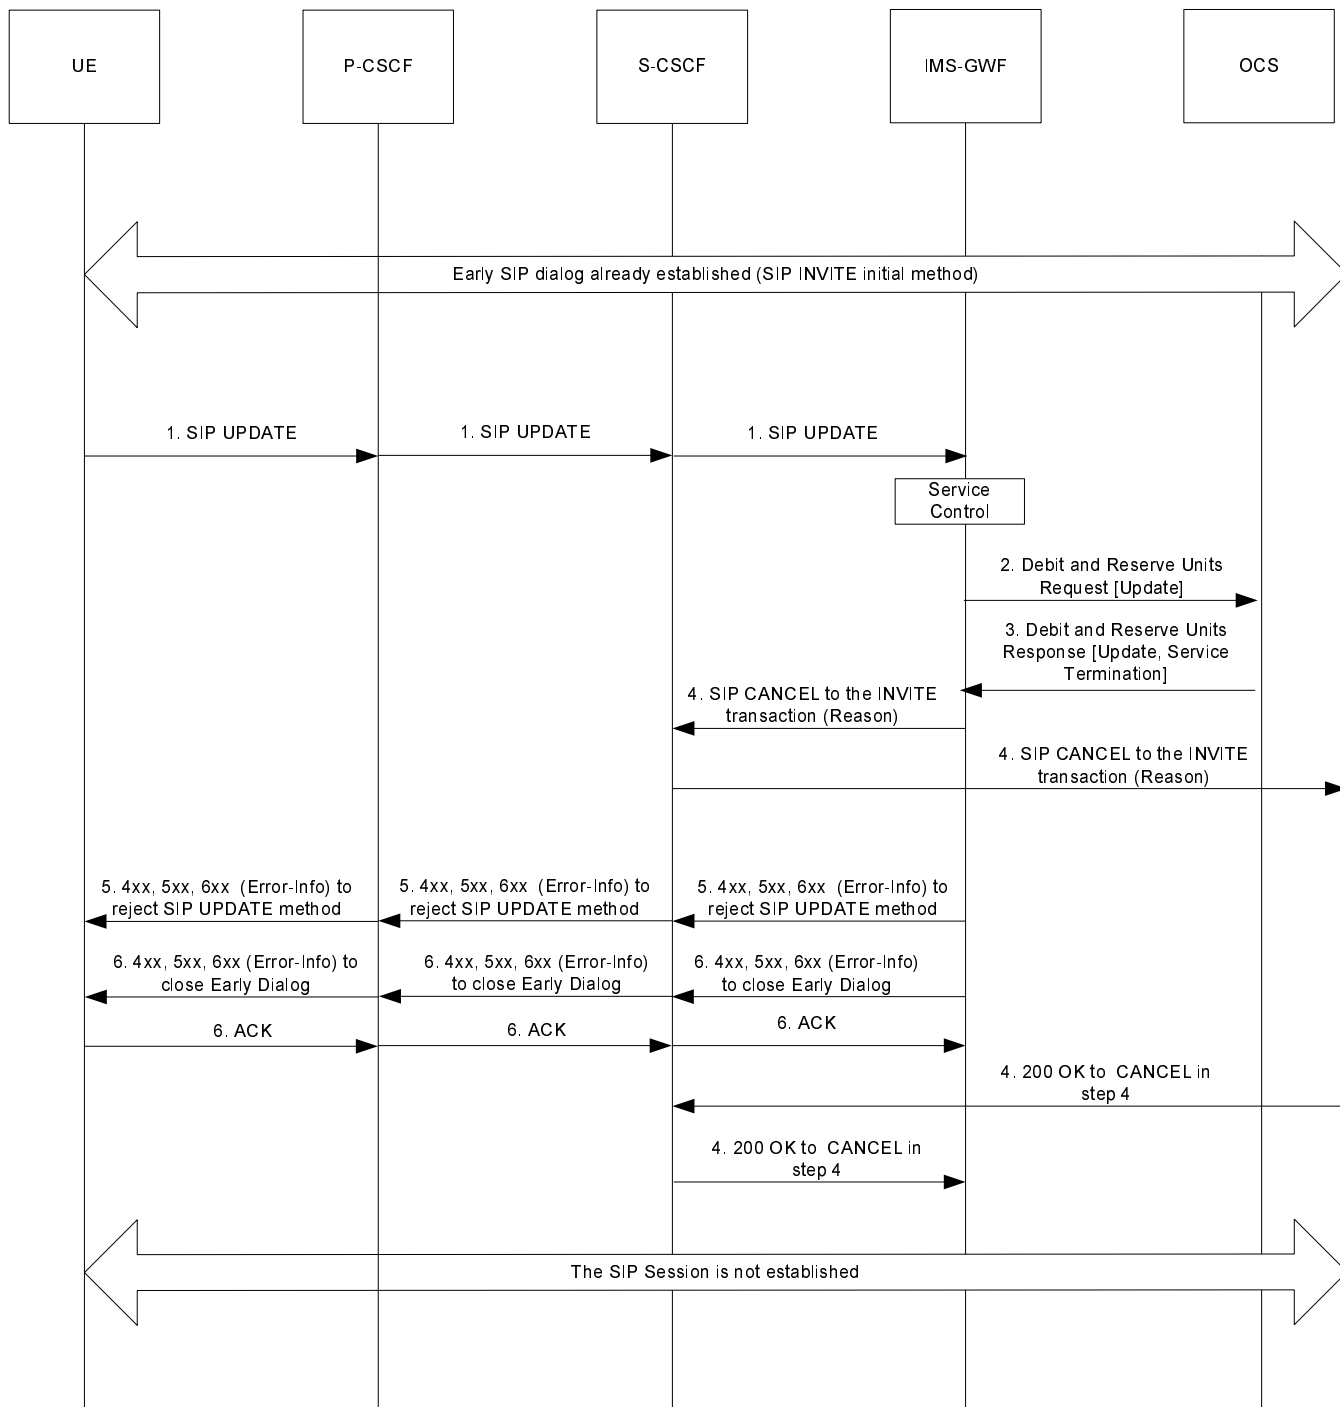 UE
P-CSCF
S-CSCF
IMS-GWF
OCS
Early SIP dialog already established (SIP INVITE initial method)
1. SIP UPDATE
1. SIP UPDATE
1. SIP UPDATE
Service
Control
2. Debit and Reserve Units
Request [Update]
3. Debit and Reserve Units
Response [Update, Service
Termination]
4. SIP CANCEL to the INVITE
transaction (Reason)
4. SIP CANCEL to the INVITE
transaction (Reason)
5. 4xx, 5xx, 6xx (Error-Info) to
reject SIP UPDATE method
5. 4xx, 5xx, 6xx (Error-Info) to
reject SIP UPDATE method
5. 4xx, 5xx, 6xx (Error-Info) to
reject SIP UPDATE method
6. 4xx, 5xx, 6xx (Error-Info) to
close Early Dialog
6. 4xx, 5xx, 6xx (Error-Info)
to close Early Dialog
6. 4xx, 5xx, 6xx (Error-Info)
to close Early Dialog
6. ACK
6. ACK
6. ACK
4. 200 OK to CANCEL in
step 4
4. 200 OK to CANCEL in
step 4
The SIP Session is not established